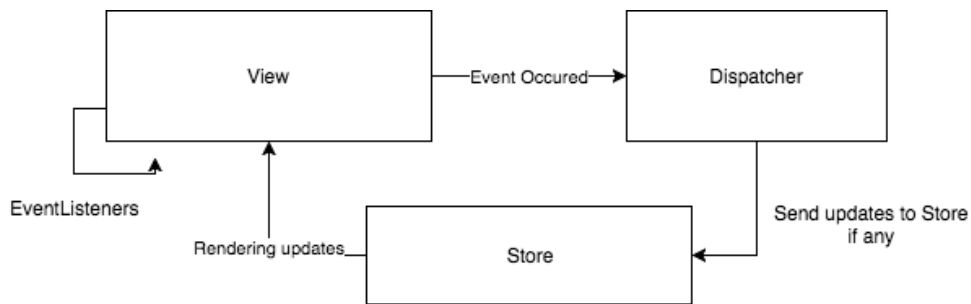 View
Event Occured
Dispatcher
EventListeners
Send updates to Store
if any
Rendering updates
Store